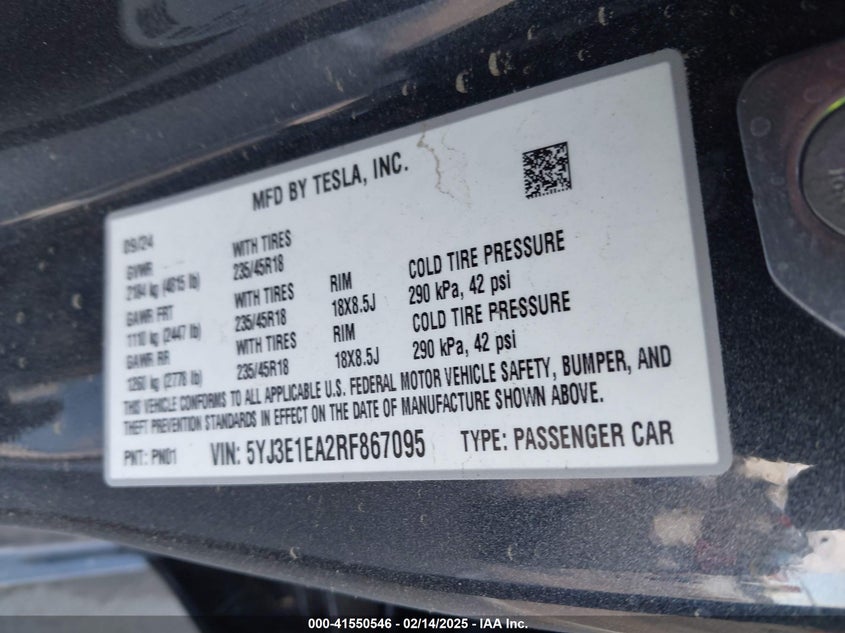 MFD BY TESLA, INC.
09/24
GVWR
2184 kg (4815 lb)
WITH TIRES
235/45R18
GAWR FRT
1110 kg (2447 lb)
WITH TIRES
235/45R18
RIM
18X8.5J
COLD TIRE PRESSURE
290 kPa, 42 psi
GAWR RR
1260 kg (2778 lb)
WITH TIRES
235/45R18
RIM
18X8.5J
COLD TIRE PRESSURE
290 kPa, 42 psi
THIS VEHICLE CONFORMS TO ALL APPLICABLE U.S. FEDERAL MOTOR VEHICLE SAFETY, BUMPER, AND
THEFT PREVENTION STANDARDS IN EFFECT ON THE DATE OF MANUFACTURE SHOWN ABOVE.
PNT: PN01 VIN: 5YJ3E1EA2RF867095 TYPE: PASSENGER CAR
000-41550546 - 02/14/2025 - IAA Inc.